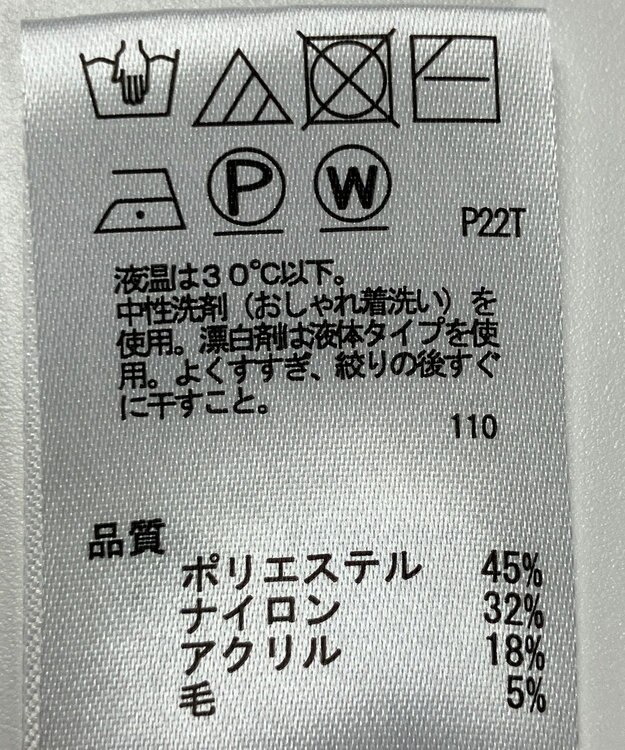 P W P22T
液温は30℃以下。
中性洗剤（おしゃれ着洗い）を
使用。漂白剤は液体タイプを使
用。よくすすぎ、絞りの後すぐ
に干すこと。
110
品質
ポリエステル 45%
ナイロン 32%
アクリル 18%
毛 5%